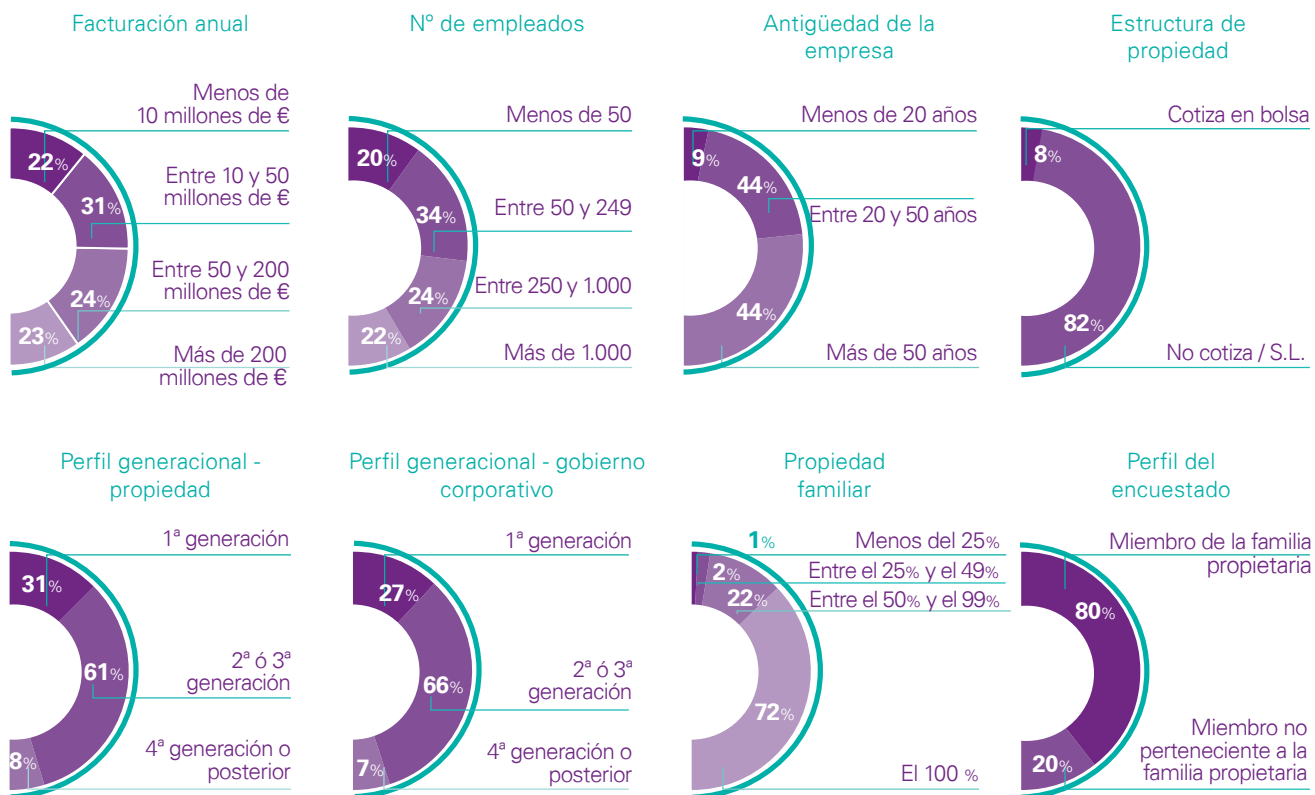 Facturación anual
Menos de
10 millones de €
22%
Entre 10 y 50
millones de €
31%
Entre 50 y 200
millones de €
24%
23%
Más de 200
millones de €
Nº de empleados
Menos de 50
20%
34%
Entre 50 y 249
Entre 250 y 1.000
24%
22%
Más de 1.000
Antigüedad de la
empresa
Menos de 20 años
9%
44%
Entre 20 y 50 años
44%
Más de 50 años
Estructura de
propiedad
Cotiza en bolsa
8%
82%
No cotiza / S.L.
Perfil generacional -
propiedad
1ª generación
31%
61%
2ª ó 3ª
generación
8%
4ª generación o
posterior
Perfil generacional - gobierno
corporativo
1ª generación
27%
66%
2ª ó 3ª
generación
7%
4ª generación o
posterior
Propiedad
familiar
1%
Menos del 25%
2%
Entre el 25% y el 49%
22%
Entre el 50% y el 99%
72%
El 100 %
Perfil del
encuestado
Miembro de la familia
propietaria
80%
20%
Miembro no
perteneciente a la
familia propietaria